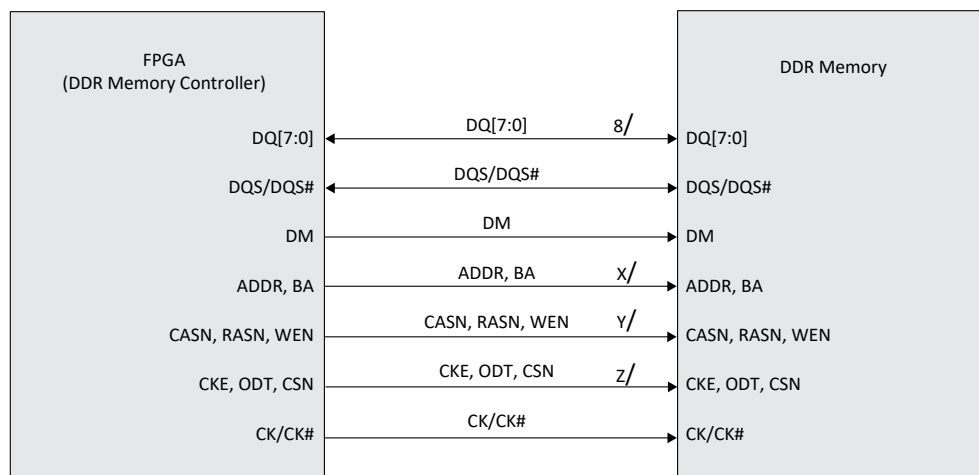 FPGA
(DDR Memory Controller)
DDR Memory
DQ[7:0] DQ[7:0] 8/ DQ[7:0]
DQS/DQS# DQS/DQS# DQS/DQS#
DM DM DM
ADDR, BA ADDR, BA X/ ADDR, BA
CASN, RASN, WEN CASN, RASN, WEN Y/ CASN, RASN, WEN
CKE, ODT, CSN CKE, ODT, CSN Z/ CKE, ODT, CSN
CK/CK# CK/CK# CK/CK#